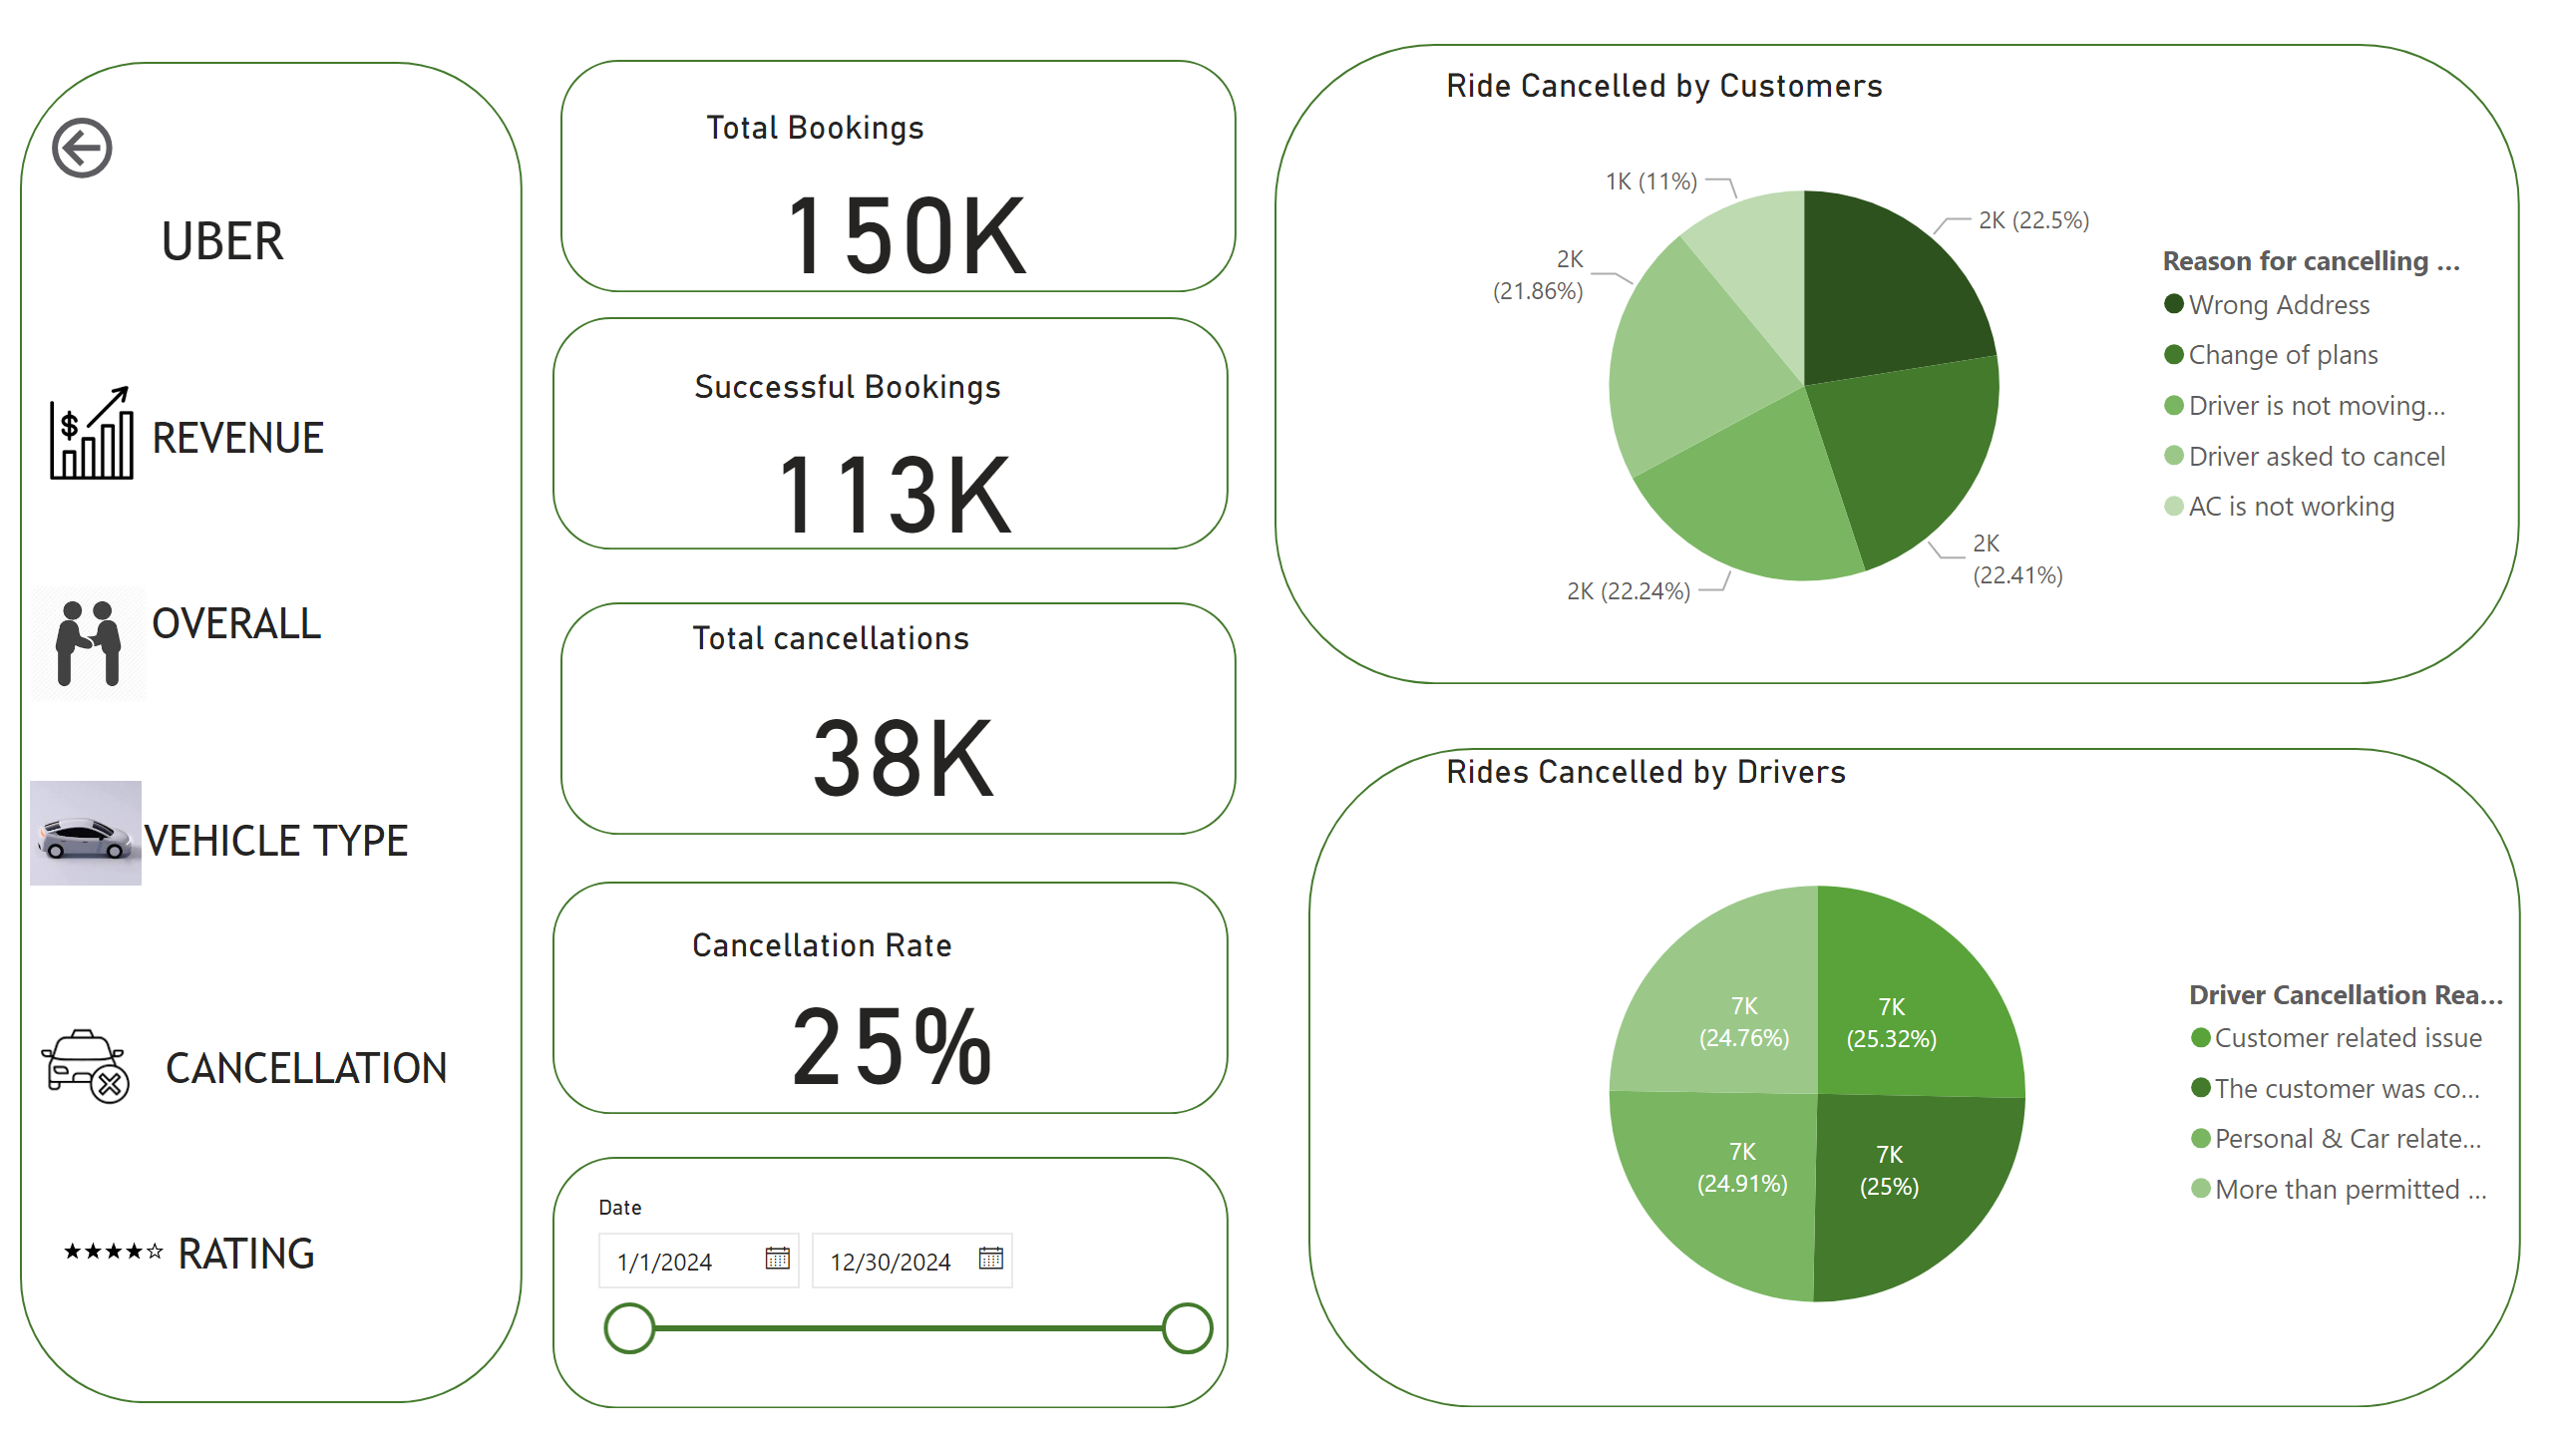 UBER
REVENUE
OVERALL
VEHICLE TYPE
CANCELLATION
RATING
Total Bookings
150K
Successful Bookings
113K
Total cancellations
38K
Cancellation Rate
25%
Date
1/1/2024
12/30/2024
Ride Cancelled by Customers
1K (11%)
2K (22.5%)
2K
(21.86%)
2K
(22.41%)
2K (22.24%)
Reason for cancelling ...
Wrong Address
Change of plans
Driver is not moving...
Driver asked to cancel
AC is not working
Rides Cancelled by Drivers
7K
(24.76%)
7K
(25.32%)
7K
(24.91%)
7K
(25%)
Driver Cancellation Rea...
Customer related issue
The customer was co...
Personal & Car relate...
More than permitted ...